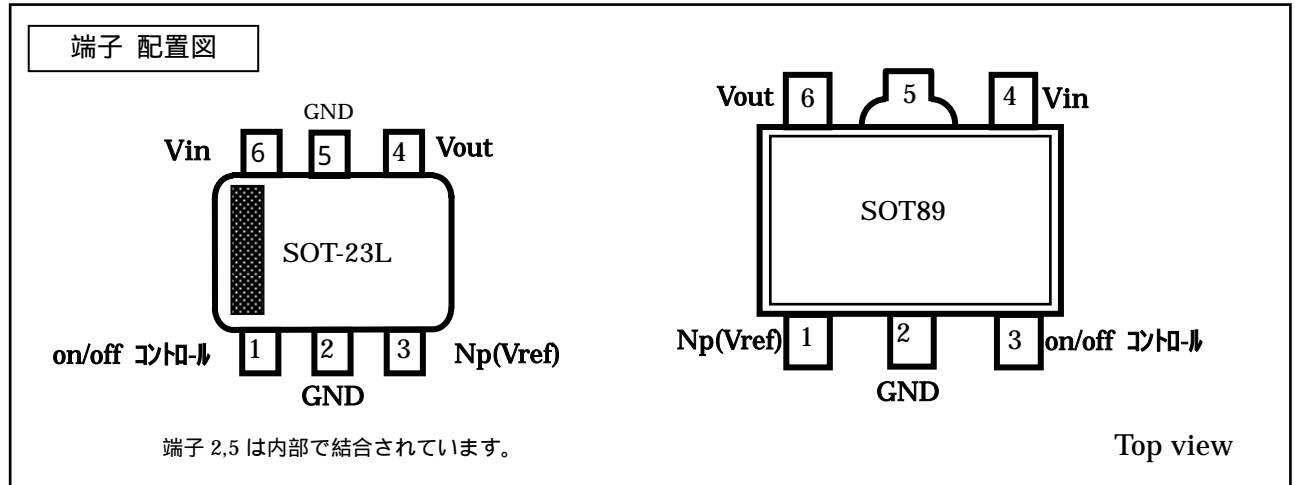 端子 配置図
GND
Vin 6 5 4 Vout
SOT-23L
on/off コントロール 1 2 3 Np(Vref)
GND
端子 2,5 は内部で結合されています。
Vout 6 5 4 Vin
SOT89
Np(Vref) 1 2 3 on/off コントロール
GND
Top view